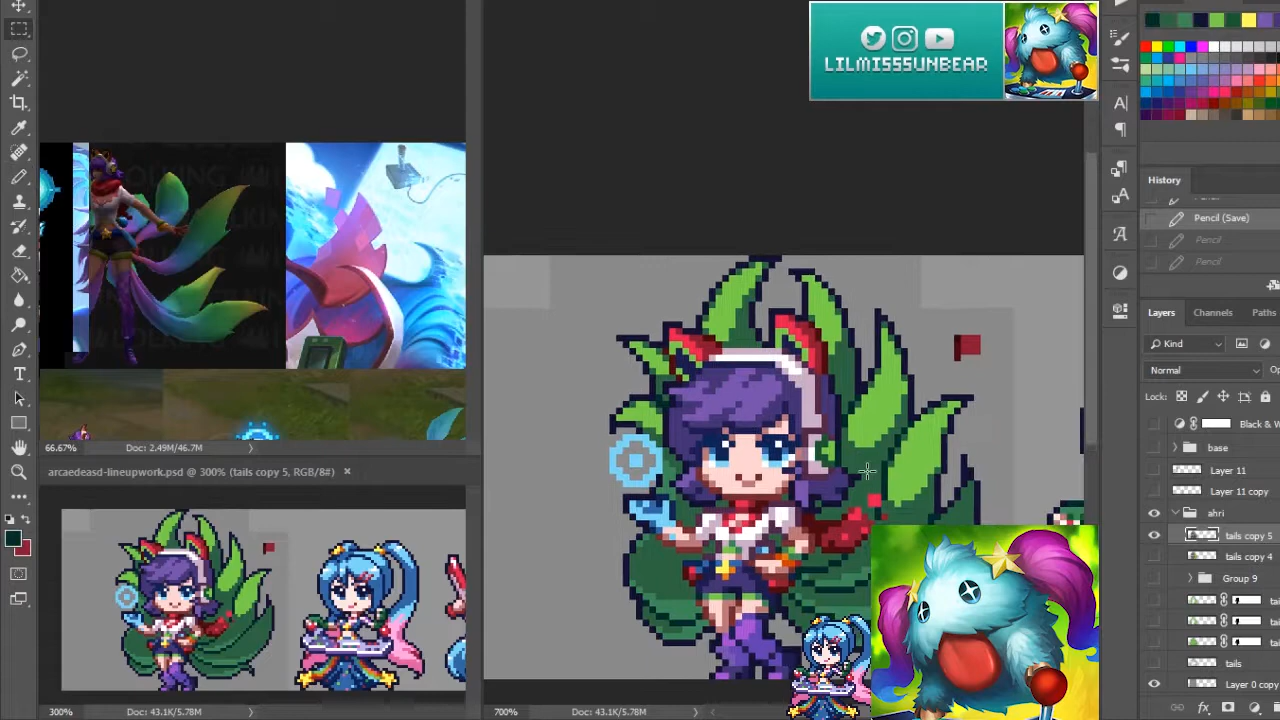 LILMISSSUNBEAR
History
Pencil (Save)
Pencil
Pencil
Layers Channels Paths
Kind
Normal
Lock:
Black & W
base
Layer 11
Layer 11 copy
ahri
tails copy 5
tails copy 4
Group 9
tails
Layer 0 copy
66.67% Doc: 2.49M/46.7M
arcaedeasd-lineupwork.psd @ 300% (tails copy 5, RGB/8#)
300% Doc: 43.1K/5.78M
700% Doc: 43.1K/5.78M